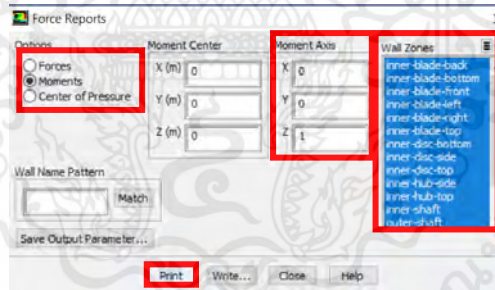 Force Reports
Options
Forces
Moments
Center of Pressure
Moment Center
X (m) 0
Y (m) 0
Z (m) 0
Moment Axis
X 0
Y 0
Z 1
Wall Zones
inner-blade-back
inner-blade-bottom
inner-blade-front
inner-blade-left
inner-blade-right
inner-blade-top
inner-disc-bottom
inner-disc-side
inner-disc-top
inner-hub-side
inner-hub-top
inner-shaft
outer-shaft
Wall Name Pattern
Match
Save Output Parameter...
Print Write... Close Help